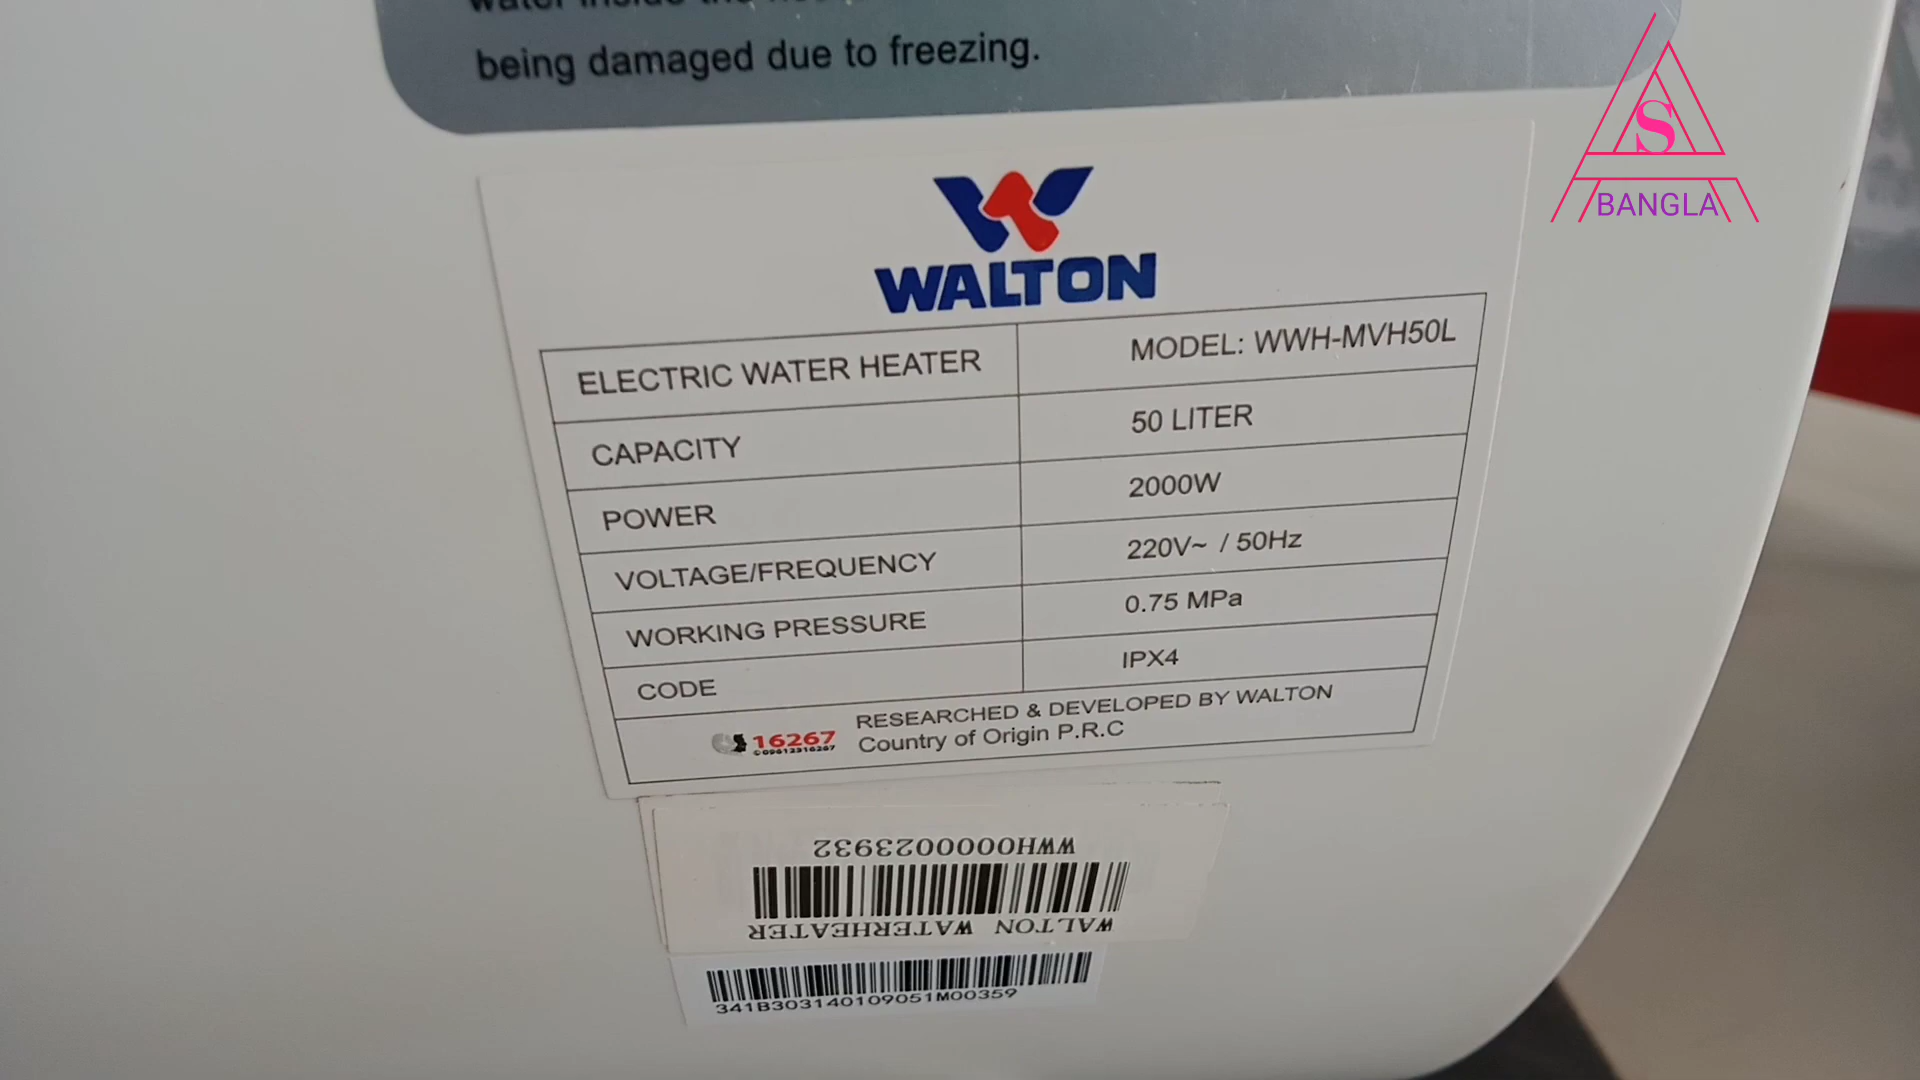 being damaged due to freezing.
S
BANGLA
WALTON
ELECTRIC WATER HEATER MODEL: WWH-MVH50L
CAPACITY 50 LITER
POWER 2000W
VOLTAGE/FREQUENCY 220V~ / 50Hz
WORKING PRESSURE 0.75 MPa
CODE IPX4
16267 RESEARCHED & DEVELOPED BY WALTON
09612316267 Country of Origin P.R.C
WWH0000023932
WALTON WATERHEATER
341B303140109051M00359